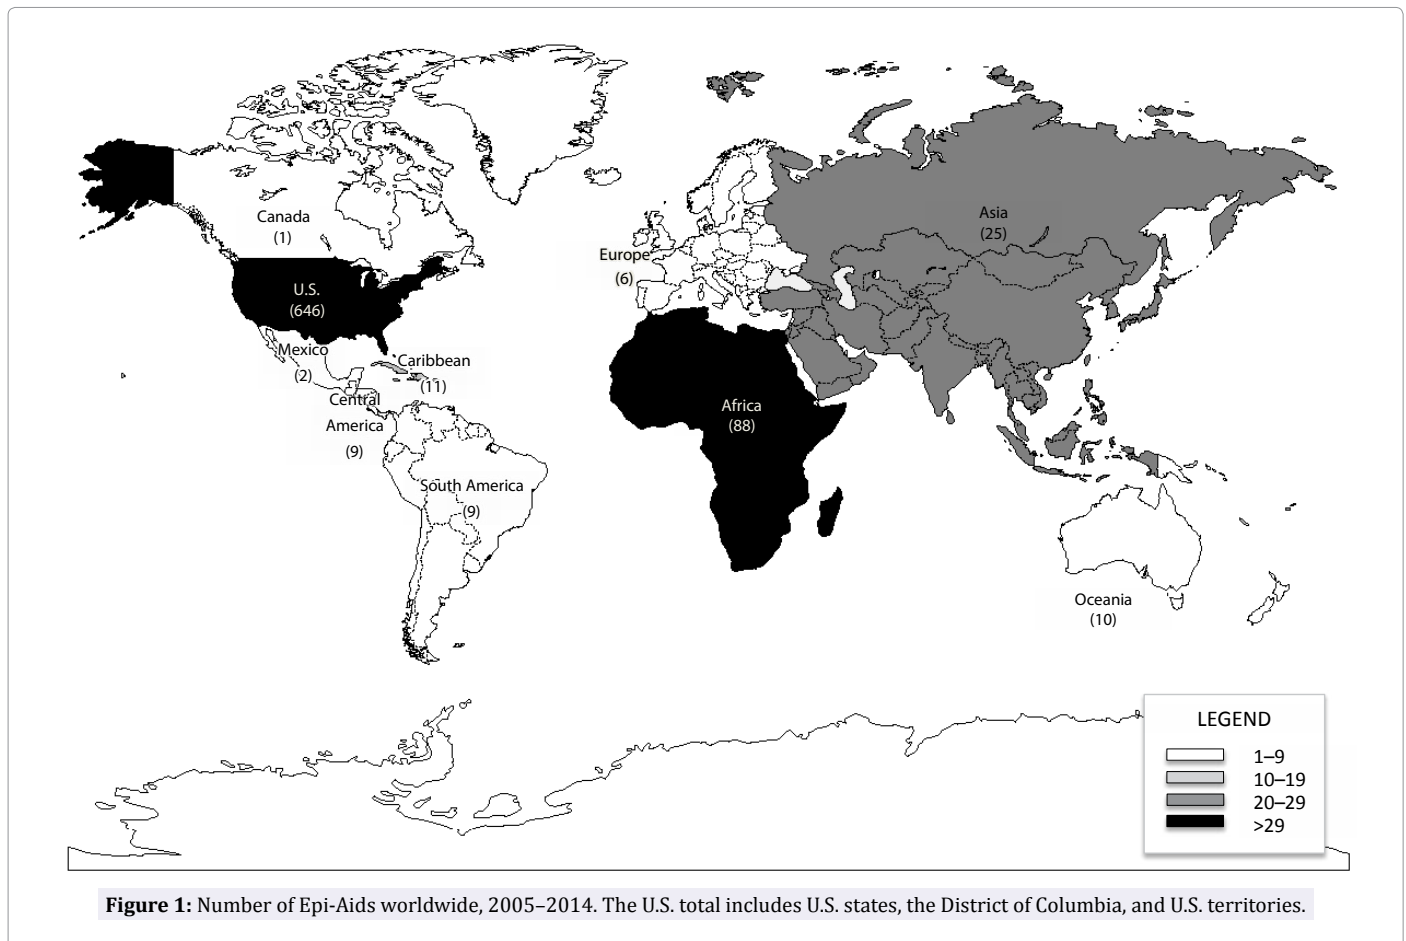 Canada
(1)
U.S.
(646)
Mexico
(2)
Caribbean
(11)
Central
America
(9)
South America
(9)
Europe
(6)
Africa
(88)
Asia
(25)
Oceania
(10)
LEGEND
1–9
10–19
20–29
>29
Figure 1: Number of Epi-Aids worldwide, 2005–2014. The U.S. total includes U.S. states, the District of Columbia, and U.S. territories.